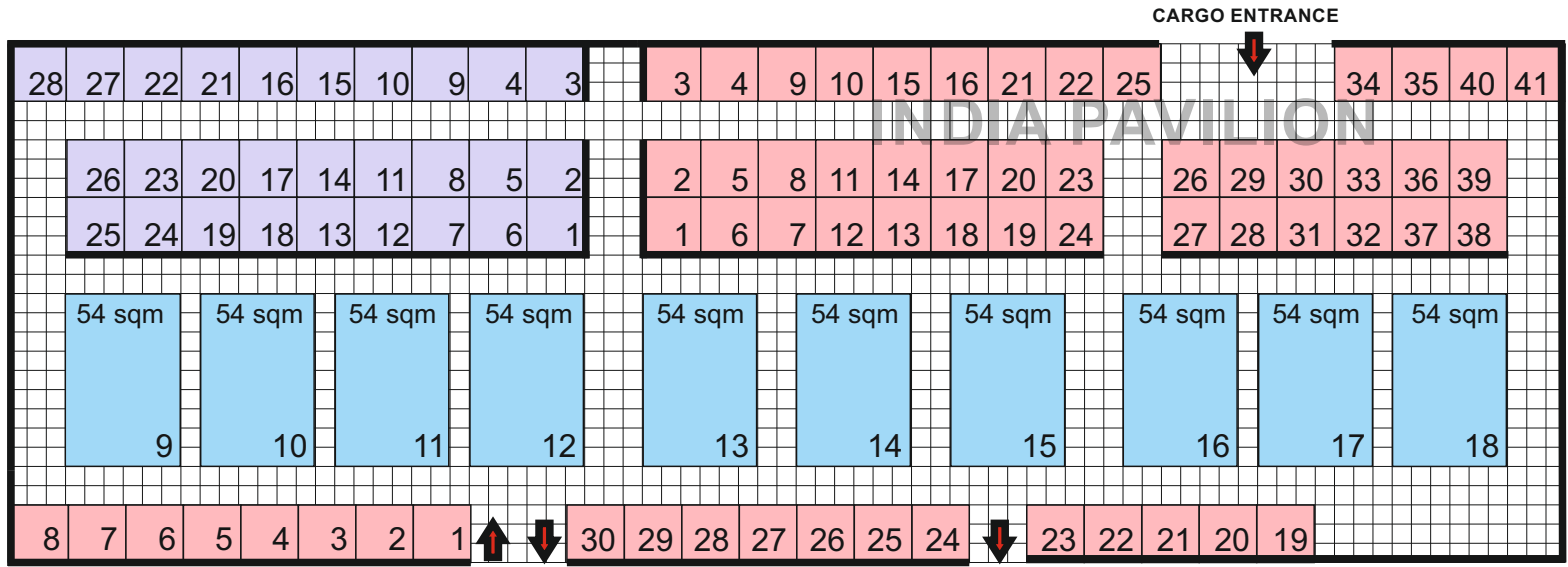 CARGO ENTRANCE
28 27 22 21 16 15 10 9 4 3 3 4 9 10 15 16 21 22 25 34 35 40 41
INDIA PAVILION
26 23 20 17 14 11 8 5 2 2 5 8 11 14 17 20 23 26 29 30 33 36 39
25 24 19 18 13 12 7 6 1 1 6 7 12 13 18 19 24 27 28 31 32 37 38
54 sqm 54 sqm 54 sqm 54 sqm 54 sqm 54 sqm 54 sqm 54 sqm 54 sqm 54 sqm
9 10 11 12 13 14 15 16 17 18
8 7 6 5 4 3 2 1 30 29 28 27 26 25 24 23 22 21 20 19